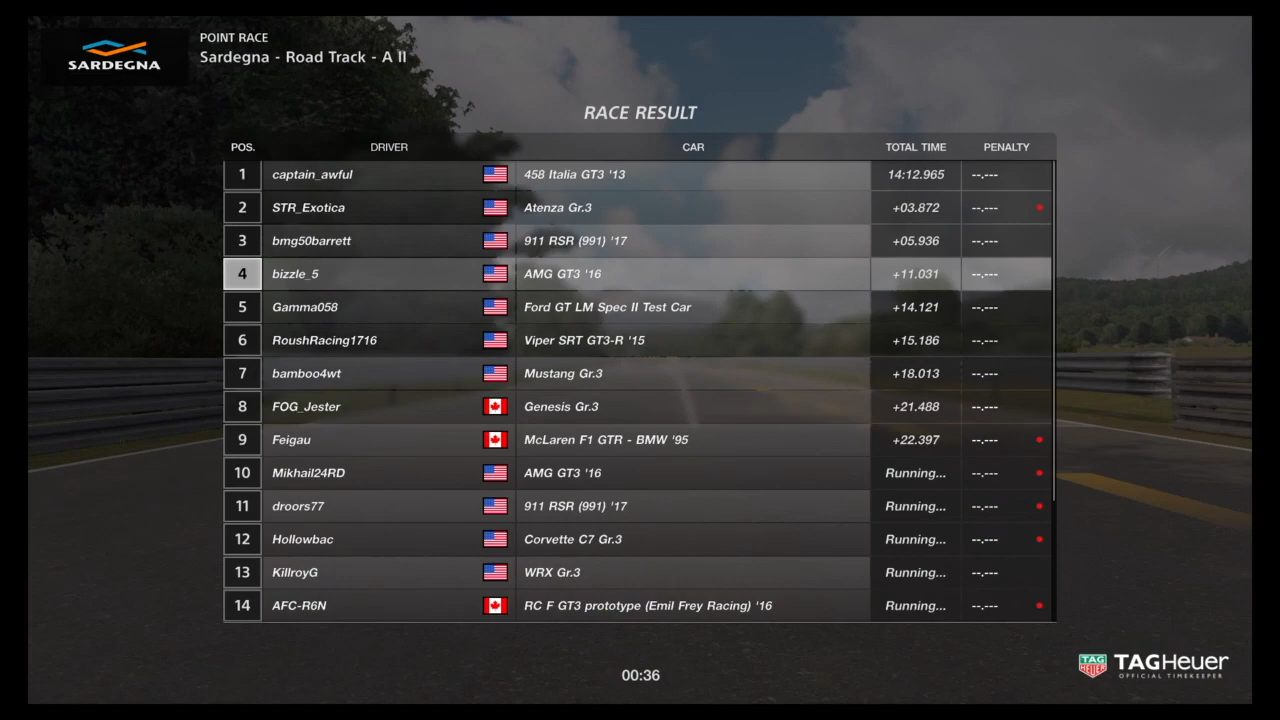 SARDEGNA
POINT RACE
Sardegna - Road Track - A II
RACE RESULT
POS. DRIVER CAR TOTAL TIME PENALTY
1 captain_awful 458 Italia GT3 '13 14:12.965 --.---
2 STR_Exotica Atenza Gr.3 +03.872 --.---
3 bmg50barrett 911 RSR (991) '17 +05.936 --.---
4 bizzle_5 AMG GT3 '16 +11.031 --.---
5 Gamma058 Ford GT LM Spec II Test Car +14.121 --.---
6 RoushRacing1716 Viper SRT GT3-R '15 +15.186 --.---
7 bamboo4wt Mustang Gr.3 +18.013 --.---
8 FOG_Jester Genesis Gr.3 +21.488 --.---
9 Feigau McLaren F1 GTR - BMW '95 +22.397 --.---
10 Mikhail24RD AMG GT3 '16 Running... --.---
11 droors77 911 RSR (991) '17 Running... --.---
12 Hollowbac Corvette C7 Gr.3 Running... --.---
13 KillroyG WRX Gr.3 Running... --.---
14 AFC-R6N RC F GT3 prototype (Emil Frey Racing) '16 Running... --.---
00:36
TAG HEUER TAGHeuer
OFFICIAL TIMEKEEPER